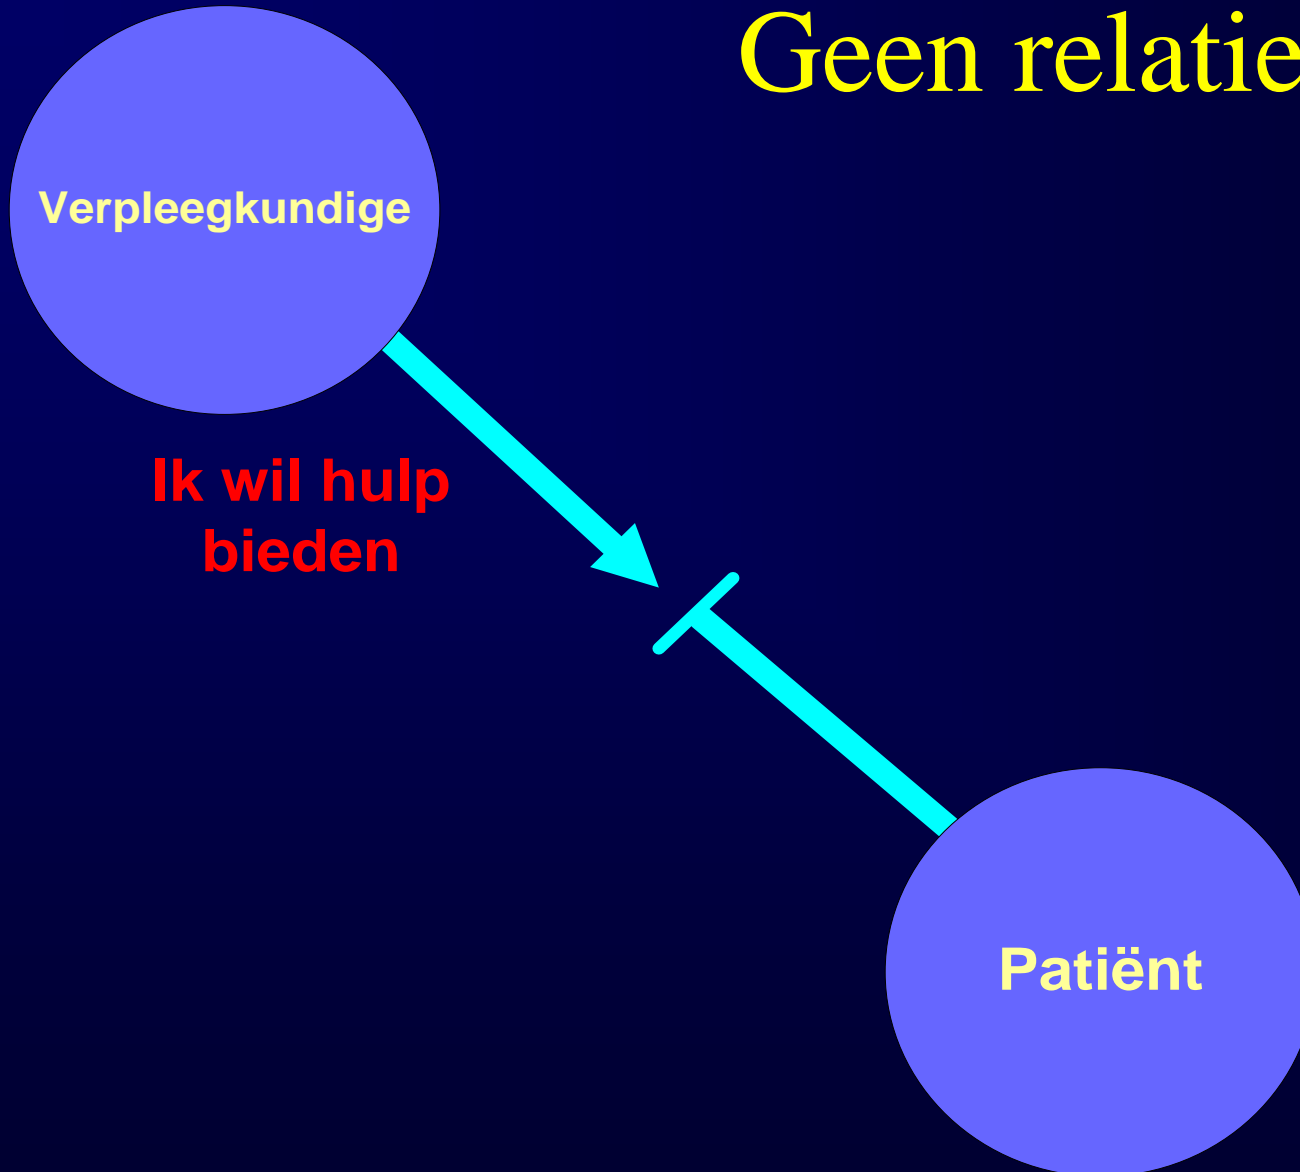 Geen relatie
Verpleegkundige
Ik wil hulp
bieden
Patiënt